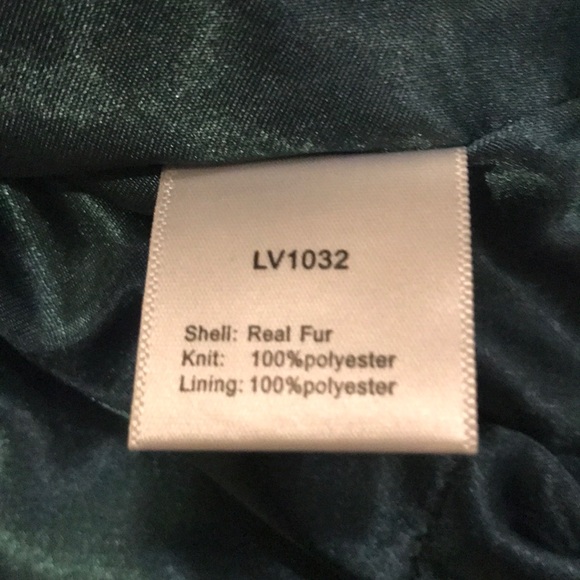 LV1032
Shell: Real Fur
Knit: 100%polyester
Lining: 100%polyester